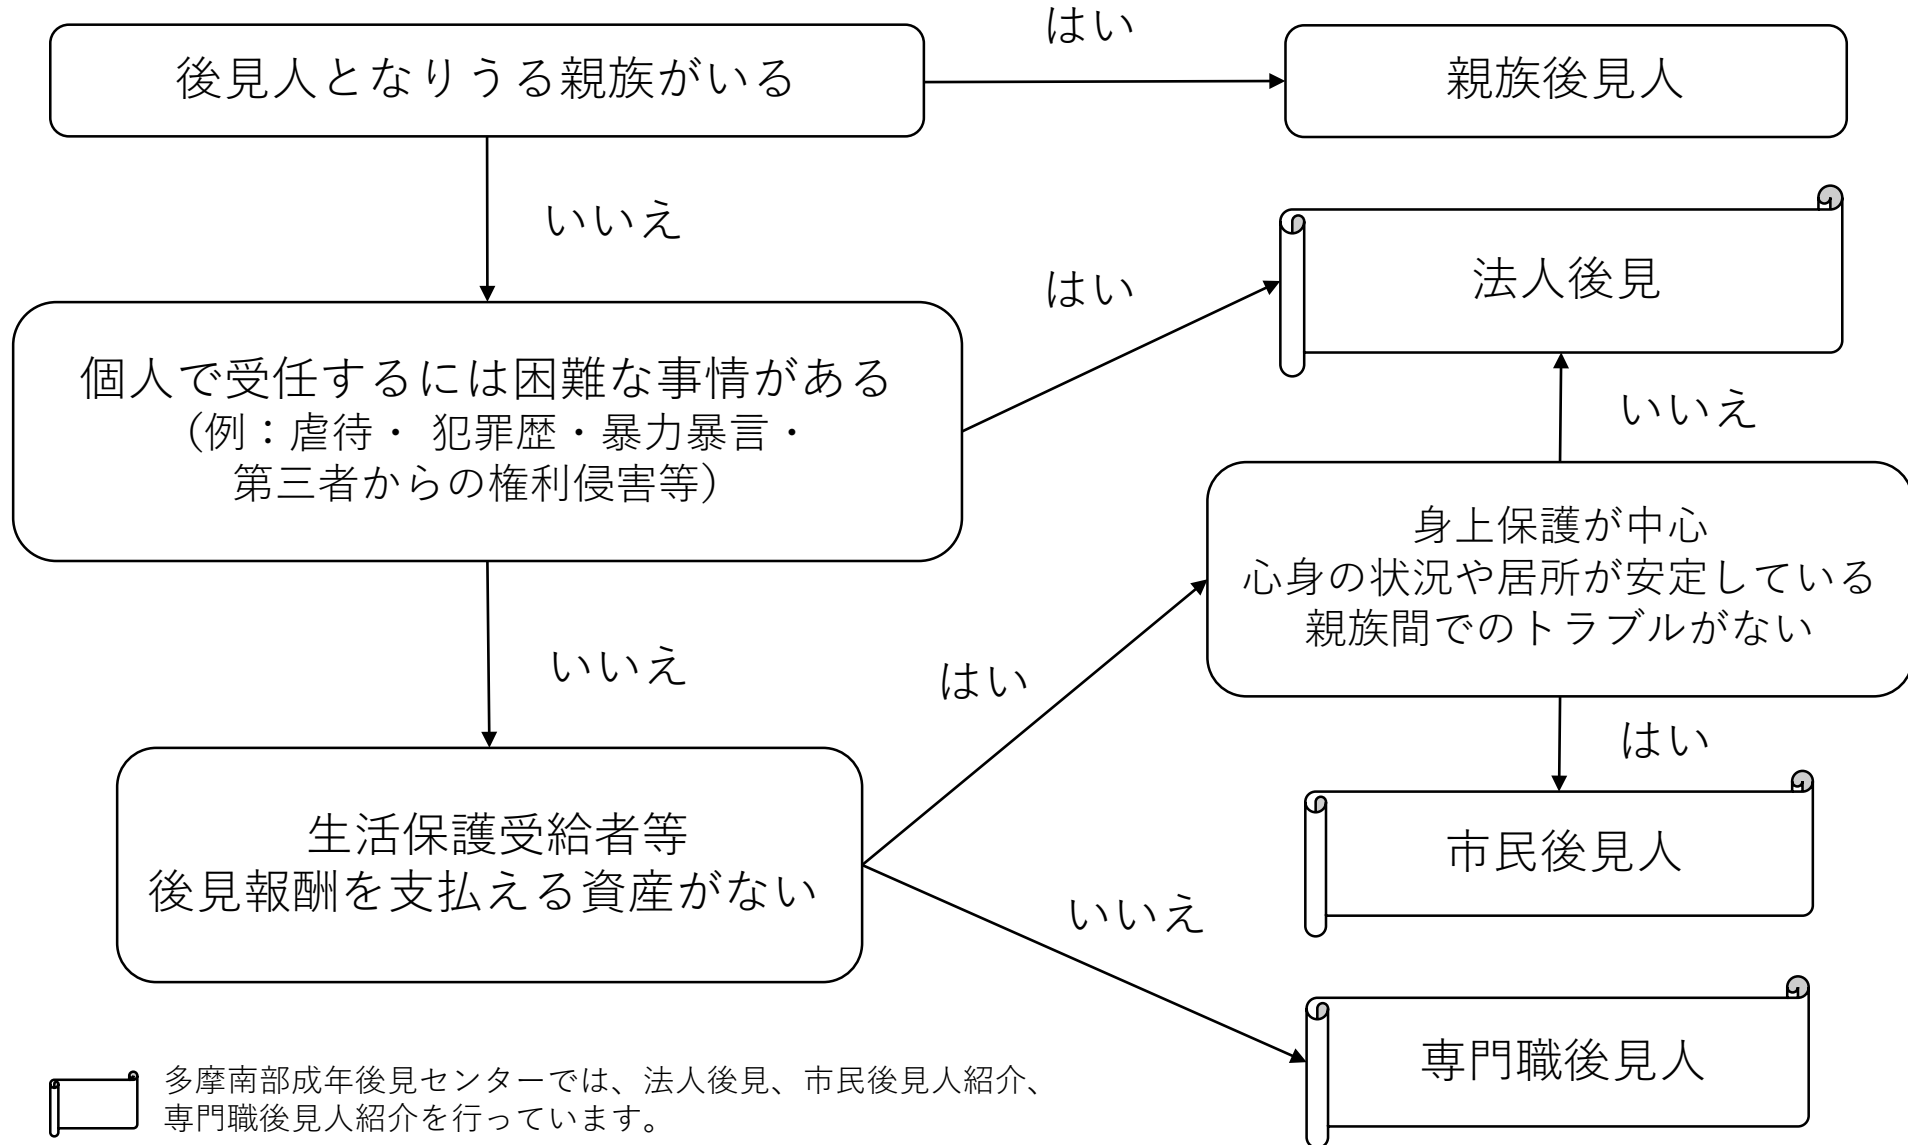 後見人となりうる親族がいる
はい
親族後見人
いいえ
個人で受任するには困難な事情がある
（例：虐待・ 犯罪歴・暴力暴言・
第三者からの権利侵害等）
はい
法人後見
いいえ
身上保護が中心
心身の状況や居所が安定している
親族間でのトラブルがない
いいえ
はい
はい
生活保護受給者等
後見報酬を支払える資産がない
市民後見人
いいえ
専門職後見人
多摩南部成年後見センターでは、法人後見、市民後見人紹介、
専門職後見人紹介を行っています。